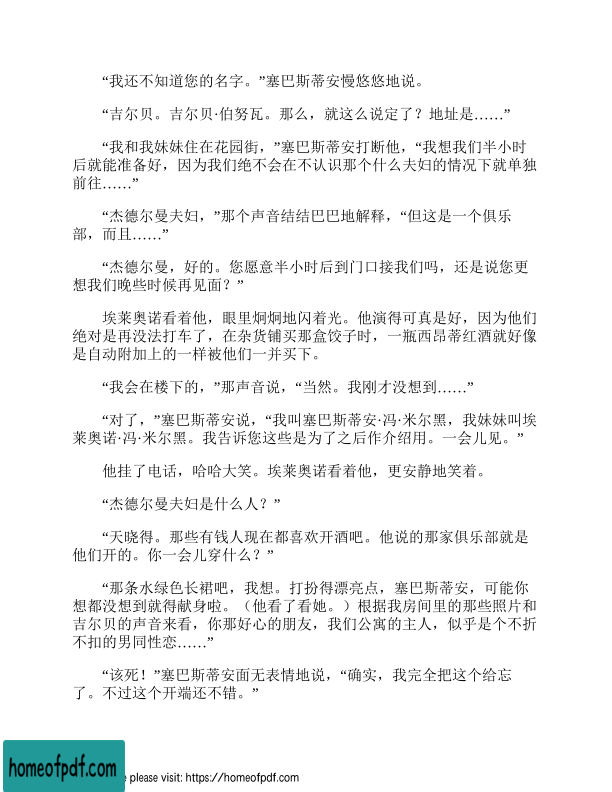 “我还不知道您的名字。”塞巴斯蒂安慢悠悠地说。
“吉尔贝。吉尔贝·伯努瓦。那么，就这么说定了？地址是……”
“我和我妹妹住在花园街，”塞巴斯蒂安打断他，“我想我们半小时
后就能准备好，因为我们绝不会在不认识那个什么夫妇的情况下就单独
前往……”
“杰德尔曼夫妇，”那个声音结结巴巴地解释，“但这是一个俱乐
部，而且……”
“杰德尔曼，好的。您愿意半小时后到门口接我们吗，还是说您更
想我们晚些时候再见面？”
埃莱奥诺看着他，眼里炯炯地闪着光。他演得可真是好，因为他们
绝对是再没法打车了，在杂货铺买那盒饺子时，一瓶西昂蒂红酒就好像
是自动附加上的一样被他们一并买下。
“我会在楼下的，”那声音说，“当然。我刚才没想到……”
“对了，”塞巴斯蒂安说，“我叫塞巴斯蒂安·冯·米尔黑，我妹妹叫埃
莱奥诺·冯·米尔黑。我告诉您这些是为了之后作介绍用。一会儿见。”
他挂了电话，哈哈大笑。埃莱奥诺看着他，更安静地笑着。
“杰德尔曼夫妇是什么人？”
“天晓得。那些有钱人现在都喜欢开酒吧。他说的那家俱乐部就是
他们开的。你一会儿穿什么？”
“那条水绿色长裙吧，我想。打扮得漂亮点，塞巴斯蒂安，可能你
想都没想到就得献身啦。（他看了看她。）根据我房间里的那些照片和
吉尔贝的声音来看，你那好心的朋友，我们公寓的主人，似乎是个不折
不扣的男同性恋……”
“该死！”塞巴斯蒂安面无表情地说，“确实，我完全把这个给忘
了。不过这个开端还不错。”
homeofpdf.com
e please visit: https://homeofpdf.com